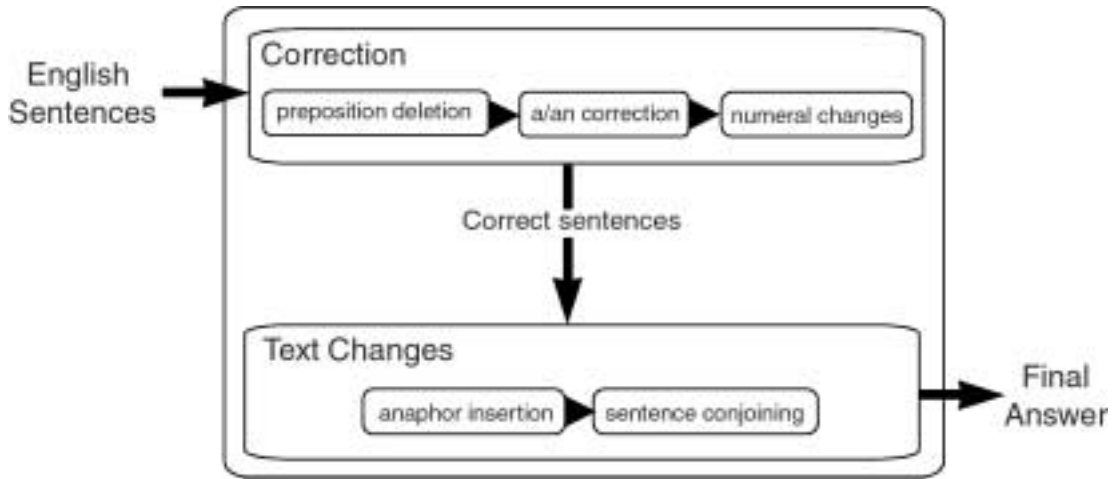 English
Sentences
Correction
preposition deletion
a/an correction
numeral changes
Correct sentences
Text Changes
anaphor insertion
sentence conjoining
Final
Answer